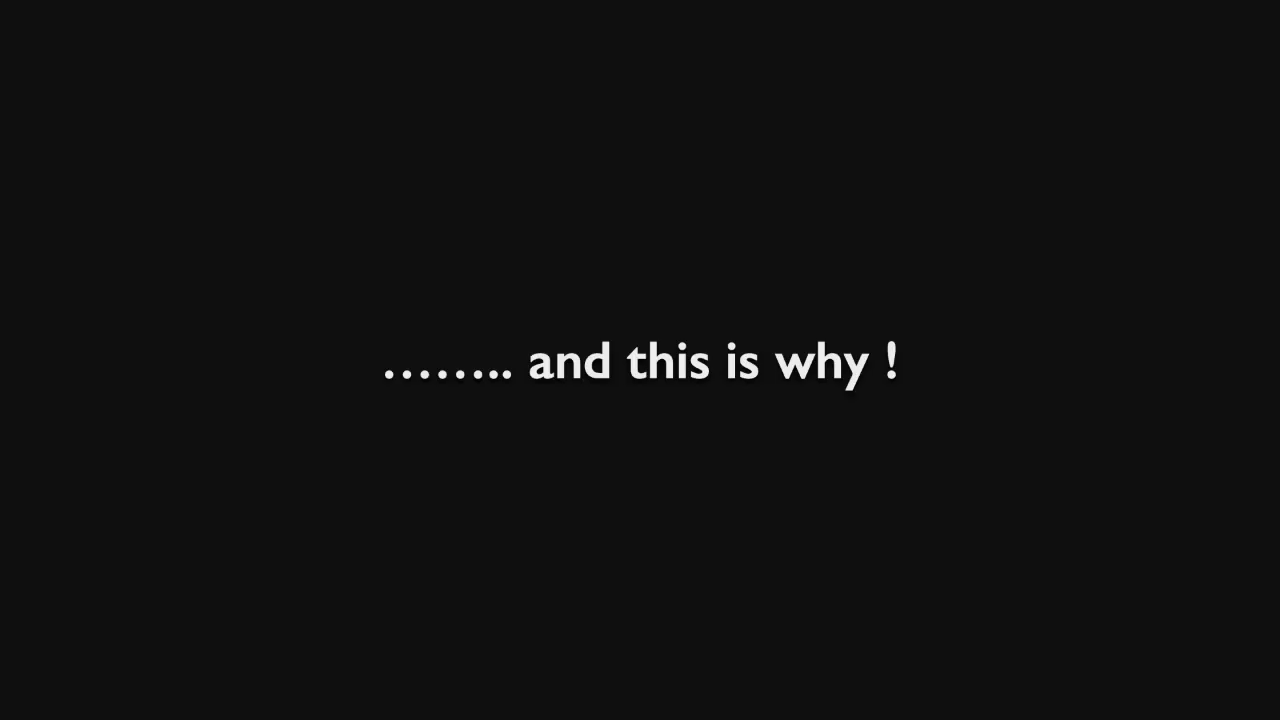 …….. and this is why !